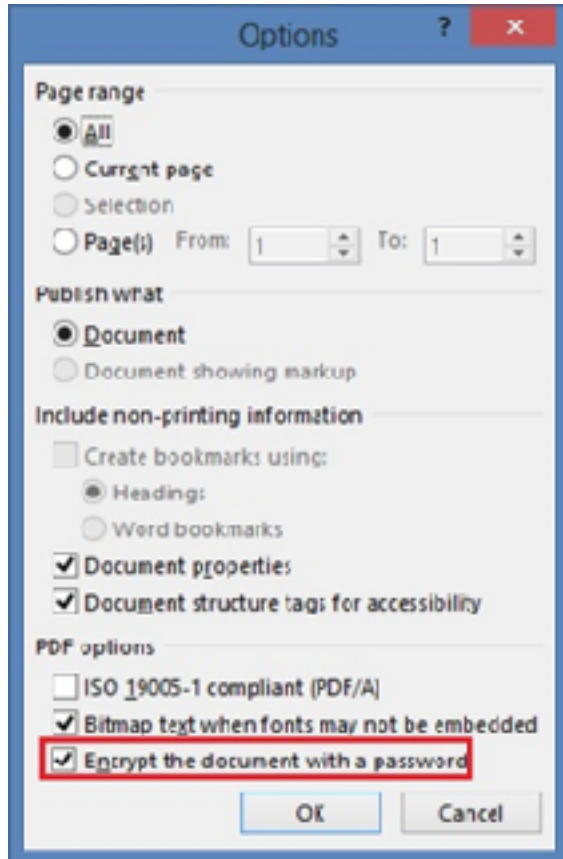 Options ?
Page range
All
Current page
Selection
Page(s) From: 1 To: 1
Publish what
Document
Document showing markup
Include non-printing information
Create bookmarks using:
Headings
Word bookmarks
Document properties
Document structure tags for accessibility
PDF options
ISO 19005-1 compliant (PDF/A)
Bitmap text when fonts may not be embedded
Encrypt the document with a password
OK Cancel